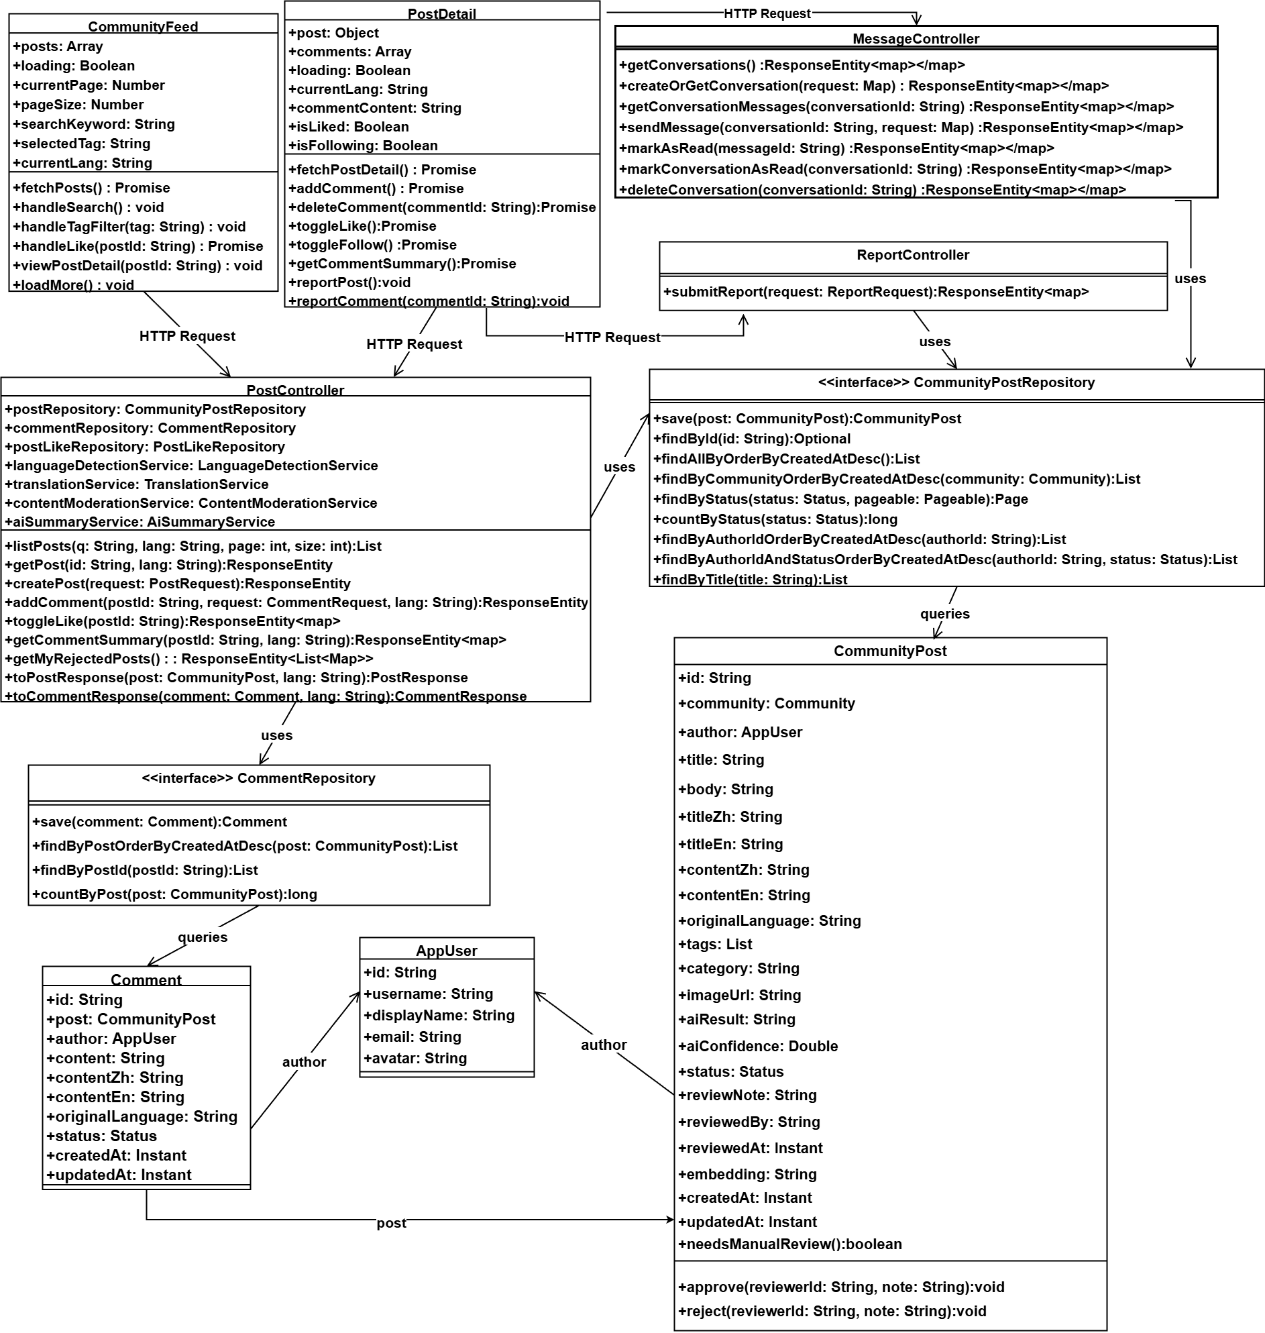 CommunityFeed
+posts: Array
+loading: Boolean
+currentPage: Number
+pageSize: Number
+searchKeyword: String
+selectedTag: String
+currentLang: String
+fetchPosts() : Promise
+handleSearch() : void
+handleTagFilter(tag: String) : void
+handleLike(postId: String) : Promise
+viewPostDetail(postId: String) : void
+loadMore() : void
PostDetail
+post: Object
+comments: Array
+loading: Boolean
+currentLang: String
+commentContent: String
+isLiked: Boolean
+isFollowing: Boolean
+fetchPostDetail() : Promise
+addComment() : Promise
+deleteComment(commentId: String):Promise
+toggleLike():Promise
+toggleFollow() :Promise
+getCommentSummary():Promise
+reportPost():void
+reportComment(commentId: String):void
HTTP Request
MessageController
+getConversations() :ResponseEntity<map></map>
+createOrGetConversation(request: Map) : ResponseEntity<map></map>
+getConversationMessages(conversationId: String) :ResponseEntity<map></map>
+sendMessage(conversationId: String, request: Map) :ResponseEntity<map></map>
+markAsRead(messageId: String) :ResponseEntity<map></map>
+markConversationAsRead(conversationId: String) :ResponseEntity<map></map>
+deleteConversation(conversationId: String) :ResponseEntity<map></map>
ReportController
+submitReport(request: ReportRequest):ResponseEntity<map>
uses
HTTP Request
HTTP Request
HTTP Request
uses
PostController
+postRepository: CommunityPostRepository
+commentRepository: CommentRepository
+postLikeRepository: PostLikeRepository
+languageDetectionService: LanguageDetectionService
+translationService: TranslationService
+contentModerationService: ContentModerationService
+aiSummaryService: AiSummaryService
+listPosts(q: String, lang: String, page: int, size: int):List
+getPost(id: String, lang: String):ResponseEntity
+createPost(request: PostRequest):ResponseEntity
+addComment(postId: String, request: CommentRequest, lang: String):ResponseEntity
+toggleLike(postId: String):ResponseEntity<map>
+getCommentSummary(postId: String, lang: String):ResponseEntity<map>
+getMyRejectedPosts() : : ResponseEntity<List<Map>>
+toPostResponse(post: CommunityPost, lang: String):PostResponse
+toCommentResponse(comment: Comment, lang: String):CommentResponse
uses
<<interface>> CommunityPostRepository
+save(post: CommunityPost):CommunityPost
+findById(id: String):Optional
+findAllByOrderByCreatedAtDesc():List
+findByCommunityOrderByCreatedAtDesc(community: Community):List
+findByStatus(status: Status, pageable: Pageable):Page
+countByStatus(status: Status):long
+findByAuthorIdOrderByCreatedAtDesc(authorId: String):List
+findByAuthorIdAndStatusOrderByCreatedAtDesc(authorId: String, status: Status):List
+findByTitle(title: String):List
queries
uses
<<interface>> CommentRepository
+save(comment: Comment):Comment
+findByPostOrderByCreatedAtDesc(post: CommunityPost):List
+findByPostId(postId: String):List
+countByPost(post: CommunityPost):long
queries
Comment
+id: String
+post: CommunityPost
+author: AppUser
+content: String
+contentZh: String
+contentEn: String
+originalLanguage: String
+status: Status
+createdAt: Instant
+updatedAt: Instant
author
AppUser
+id: String
+username: String
+displayName: String
+email: String
+avatar: String
author
post
CommunityPost
+id: String
+community: Community
+author: AppUser
+title: String
+body: String
+titleZh: String
+titleEn: String
+contentZh: String
+contentEn: String
+originalLanguage: String
+tags: List
+category: String
+imageUrl: String
+aiResult: String
+aiConfidence: Double
+status: Status
+reviewNote: String
+reviewedBy: String
+reviewedAt: Instant
+embedding: String
+createdAt: Instant
+updatedAt: Instant
+needsManualReview():boolean
+approve(reviewerId: String, note: String):void
+reject(reviewerId: String, note: String):void